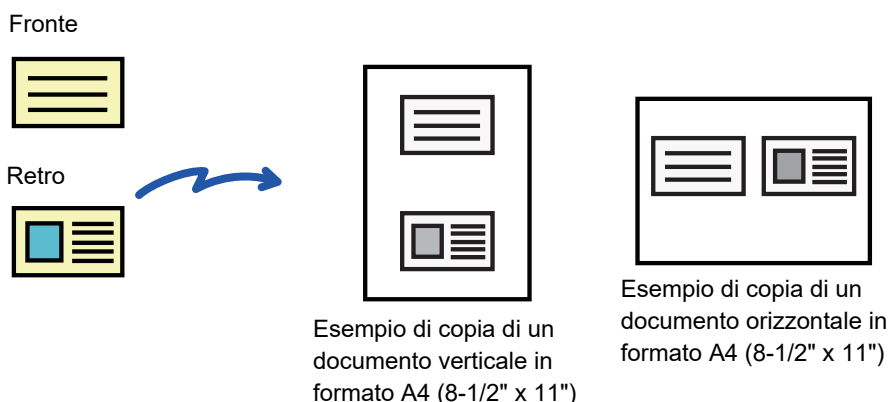 Fronte
Retro
Esempio di copia di un
documento verticale in
formato A4 (8-1/2" x 11")
Esempio di copia di un
documento orizzontale in
formato A4 (8-1/2" x 11")